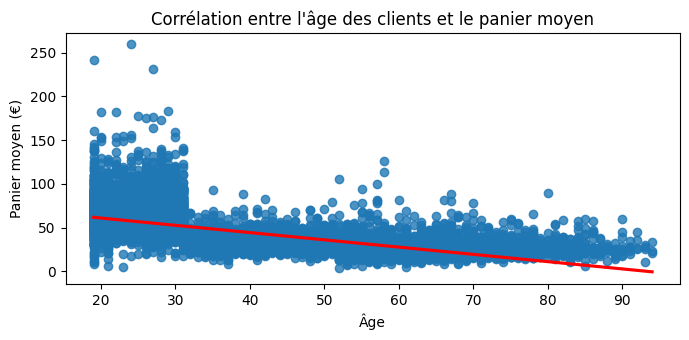 Corrélation entre l'âge des clients et le panier moyen
Panier moyen (€)
250
200
150
100
50
0
20 30 40 50 60 70 80 90
Âge